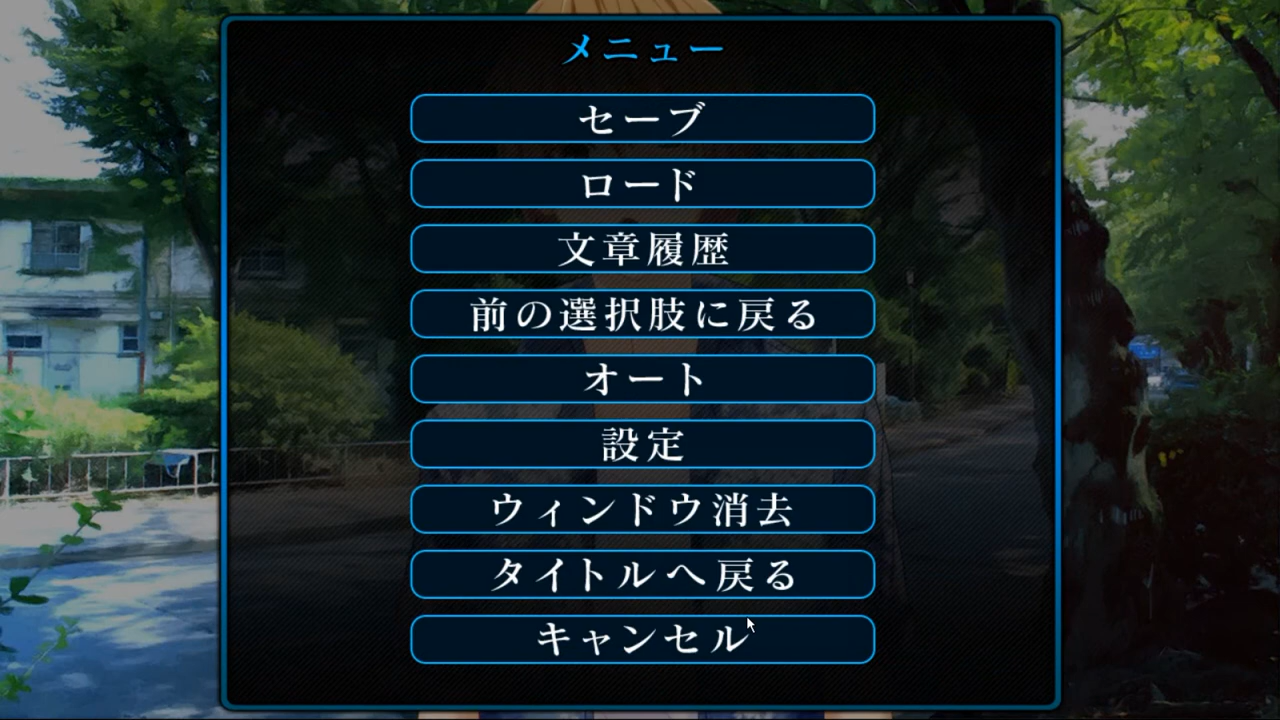 メニュー
セーブ
ロード
文章履歴
前の選択肢に戻る
オート
設定
ウィンドウ消去
タイトルへ戻る
キャンセル